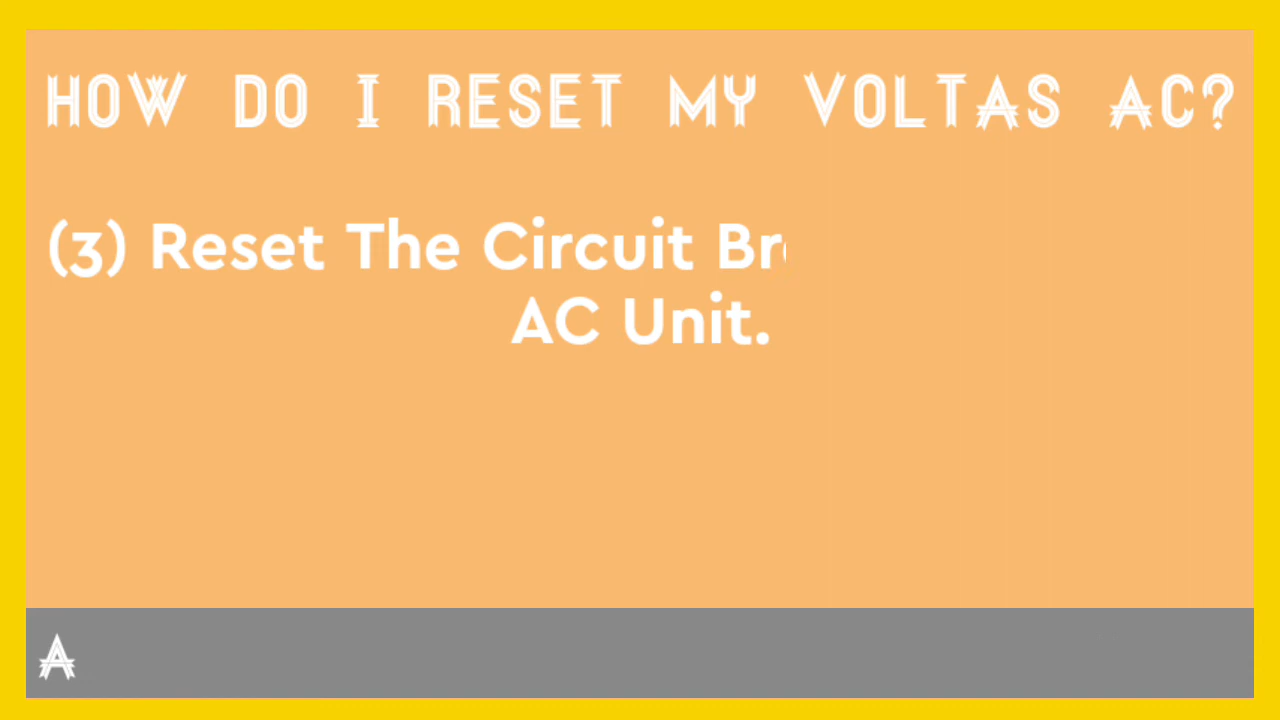 HOW DO I RESET MY VOLTAS AC?
(3) Reset The Circuit
AC Unit.
A